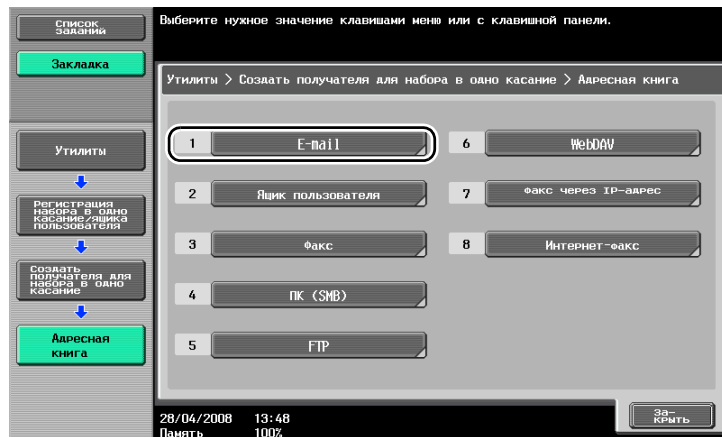 Список
заданий
Выберите нужное значение клавишами меню или с клавишной панели.
Закладка
Утилиты > Создать получателя для набора в одно касание > Адресная книга
Утилиты
Регистрация
набора в одно
касание/ящика
пользователя
Создать
получателя для
набора в одно
касание
Адресная
книга
1 E-mail
2 Ящик пользователя
3 Факс
4 ПК (SMB)
5 FTP
6 WebDAV
7 Факс через IP-адрес
8 Интернет-факс
28/04/2008 13:48
Память 100%
За-
крыть